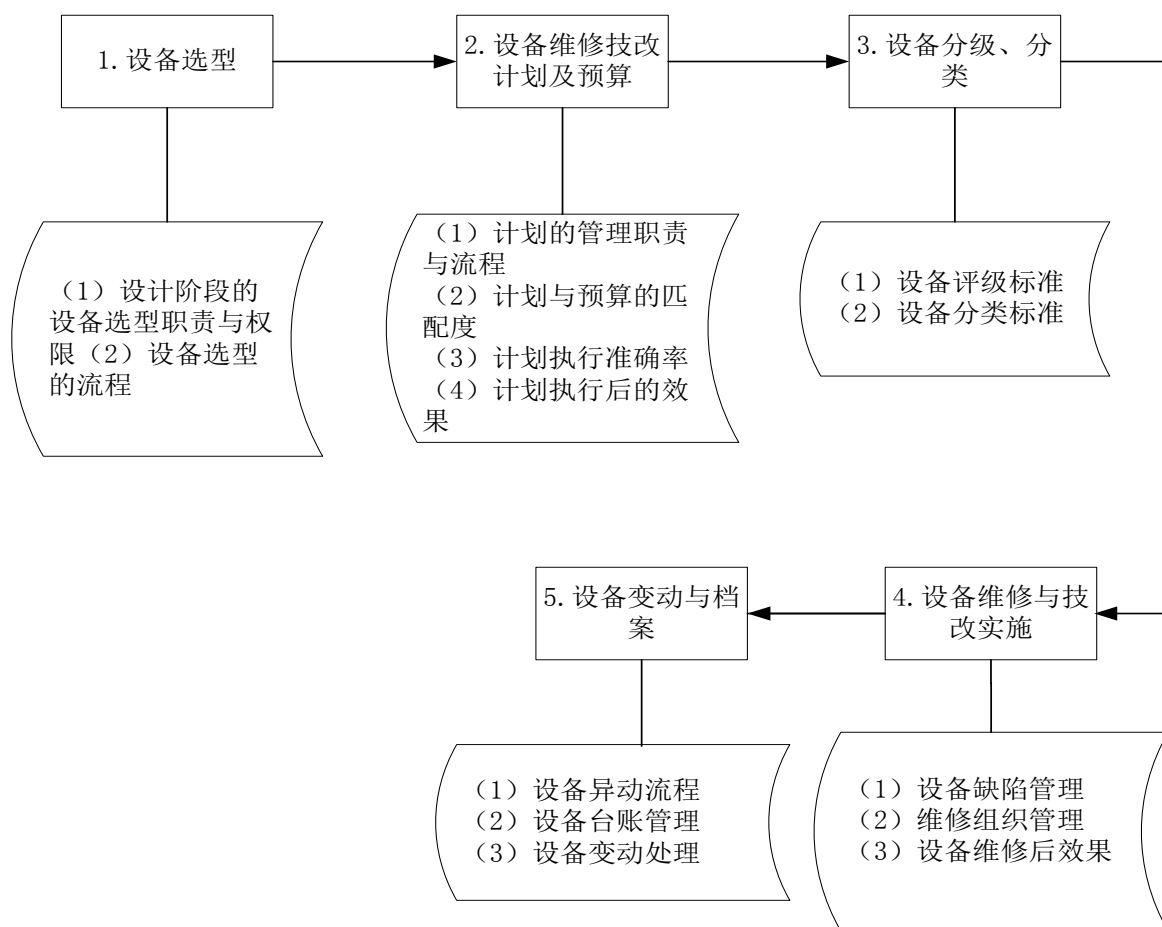 1.设备选型
2.设备维修技改
计划及预算
3.设备分级、分
类
（1）设计阶段的
设备选型职责与权
限（2）设备选型
的流程
（1）计划的管理职责
与流程
（2）计划与预算的匹
配度
（3）计划执行准确率
（4）计划执行后的效
果
（1）设备评级标准
（2）设备分类标准
5.设备变动与档
案
4.设备维修与技
改实施
（1）设备异动流程
（2）设备台账管理
（3）设备变动处理
（1）设备缺陷管理
（2）维修组织管理
（3）设备维修后效果